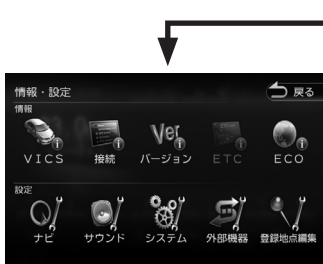 情報・設定 戻る
情報
VICS 接続 バージョン ETC ECO
設定
ナビ サウンド システム 外部機器 登録地点編集